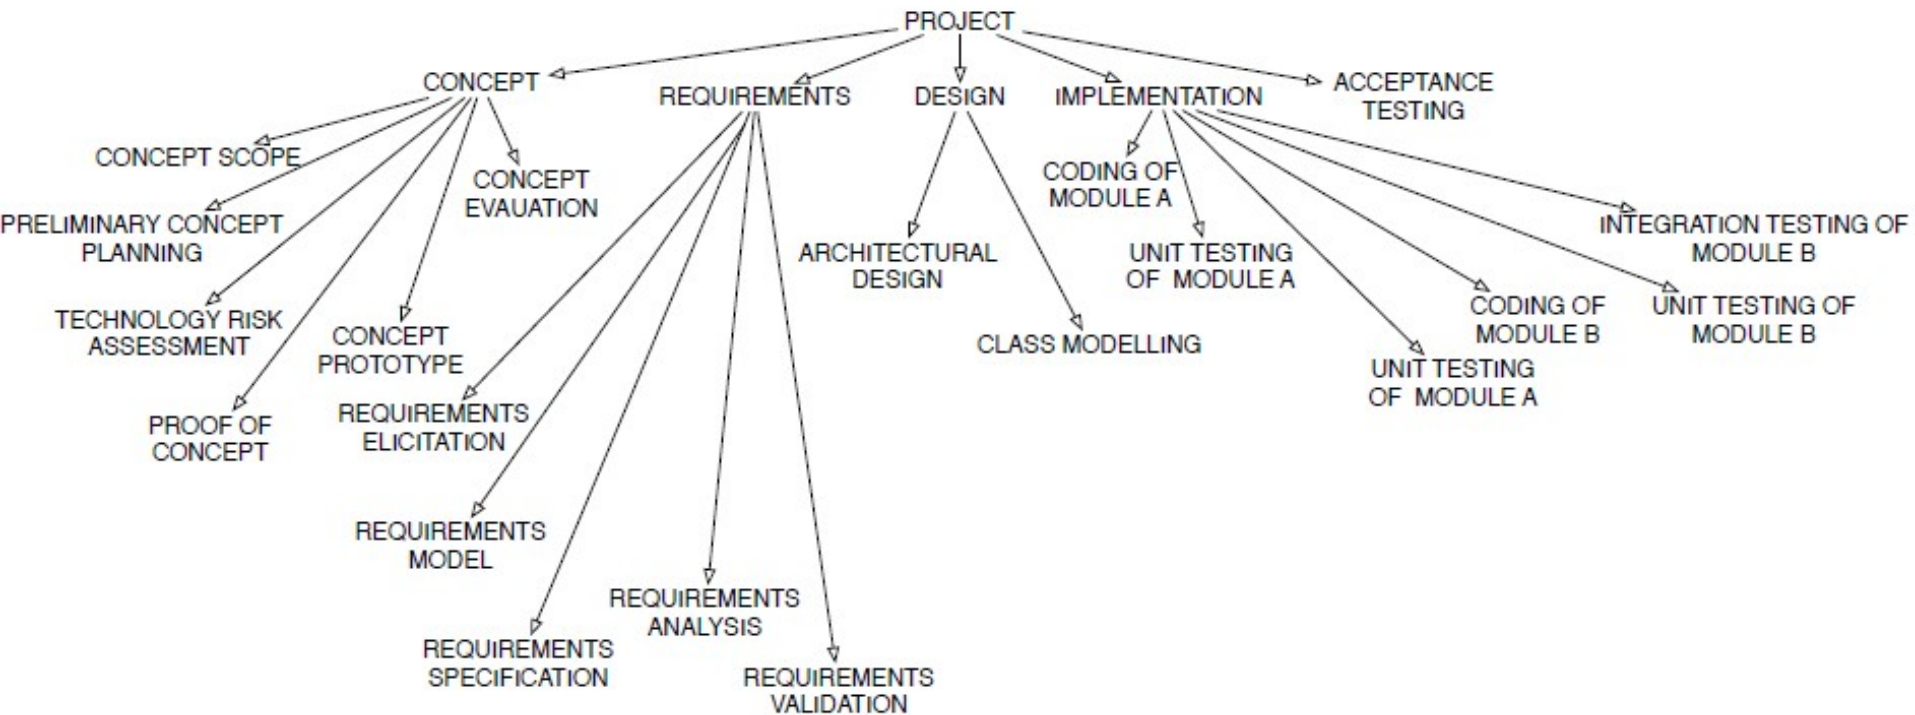 PROJECT
CONCEPT
REQUIREMENTS
DESIGN
IMPLEMENTATION
ACCEPTANCE
TESTING
CONCEPT SCOPE
PRELIMINARY CONCEPT
PLANNING
TECHNOLOGY RISK
ASSESSMENT
PROOF OF
CONCEPT
CONCEPT
PROTOTYPE
CONCEPT
EVAUATION
REQUIREMENTS
ELICITATION
REQUIREMENTS
MODEL
REQUIREMENTS
SPECIFICATION
REQUIREMENTS
ANALYSIS
REQUIREMENTS
VALIDATION
ARCHITECTURAL
DESIGN
CLASS MODELLING
CODING OF
MODULE A
UNIT TESTING
OF MODULE A
UNIT TESTING
OF MODULE A
CODING OF
MODULE B
UNIT TESTING OF
MODULE B
INTEGRATION TESTING OF
MODULE B